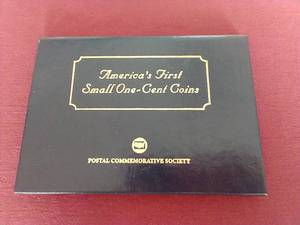 America's First
Small One-Cent Coins
POSTAL COMMEMORATIVE SOCIETY